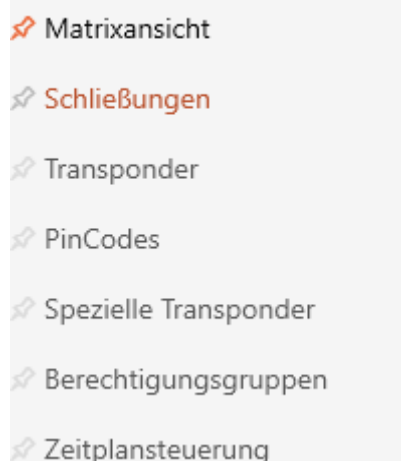 Matrixansicht
Schließungen
Transponder
PinCodes
Spezielle Transponder
Berechtigungsgruppen
Zeitplansteuerung